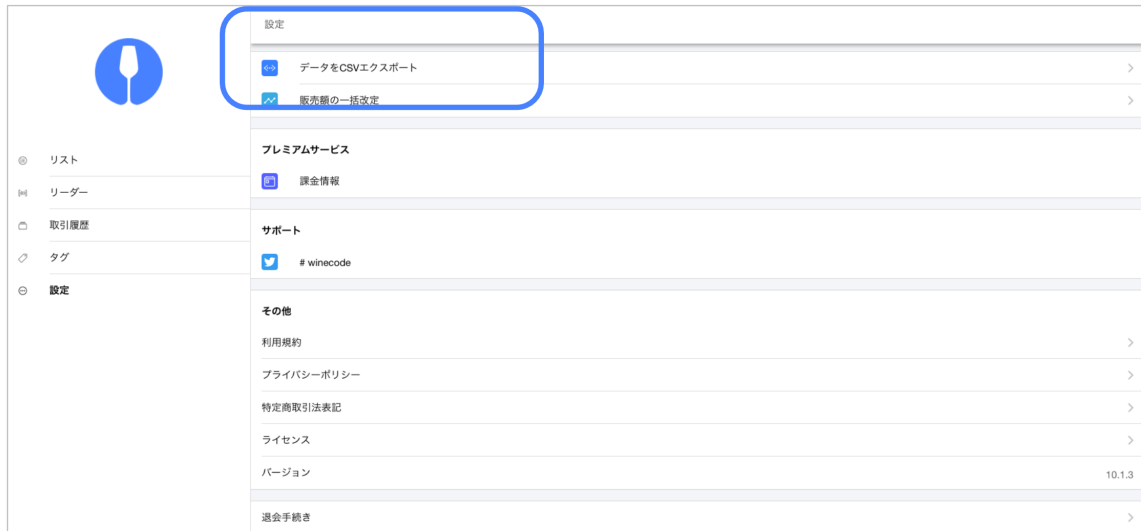 リスト
リーダー
取引履歴
タグ
設定
設定
データをCSVエクスポート
販売額の一括改定
プレミアムサービス
課金情報
サポート
# winecode
その他
利用規約
プライバシーポリシー
特定商取引法表記
ライセンス
バージョン 10.1.3
退会手続き